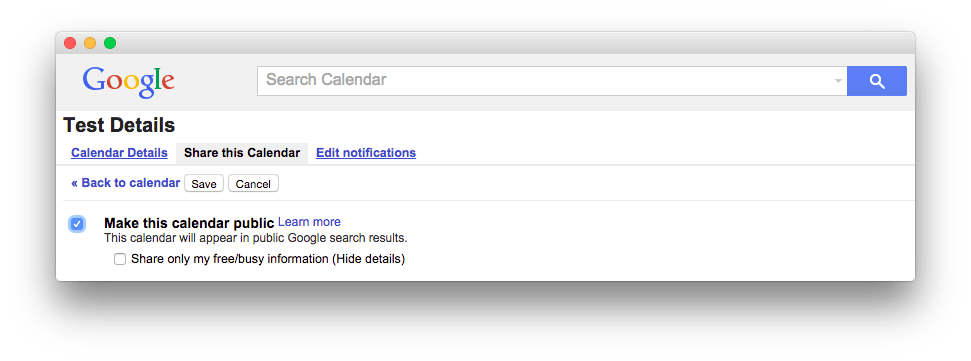 Google
Search Calendar
Test Details
Calendar Details Share this Calendar Edit notifications
« Back to calendar Save Cancel
Make this calendar public Learn more
This calendar will appear in public Google search results.
Share only my free/busy information (Hide details)